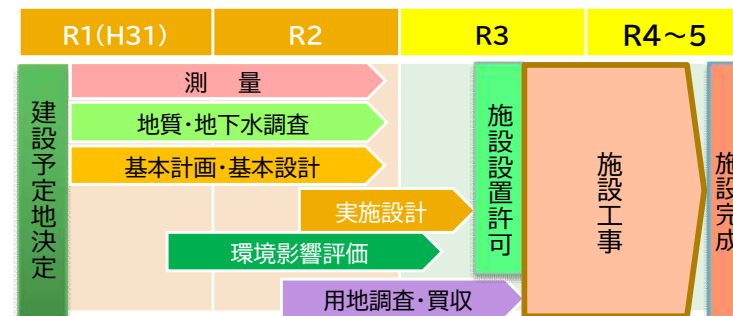 R1(H31)
R2
R3
R4～5
建設予定地決定
測　量
地質・地下水調査
基本計画・基本設計
実施設計
環境影響評価
用地調査・買収
施設設置許可
施設工事
施設完成